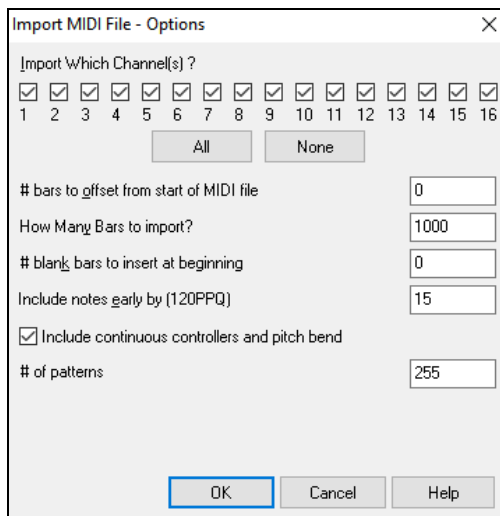 Import MIDI File - Options
Import Which Channel(s) ?
1 2 3 4 5 6 7 8 9 10 11 12 13 14 15 16
All None
# bars to offset from start of MIDI file 0
How Many Bars to import? 1000
# blank bars to insert at beginning 0
Include notes early by (120PPQ) 15
Include continuous controllers and pitch bend
# of patterns 255
OK Cancel Help